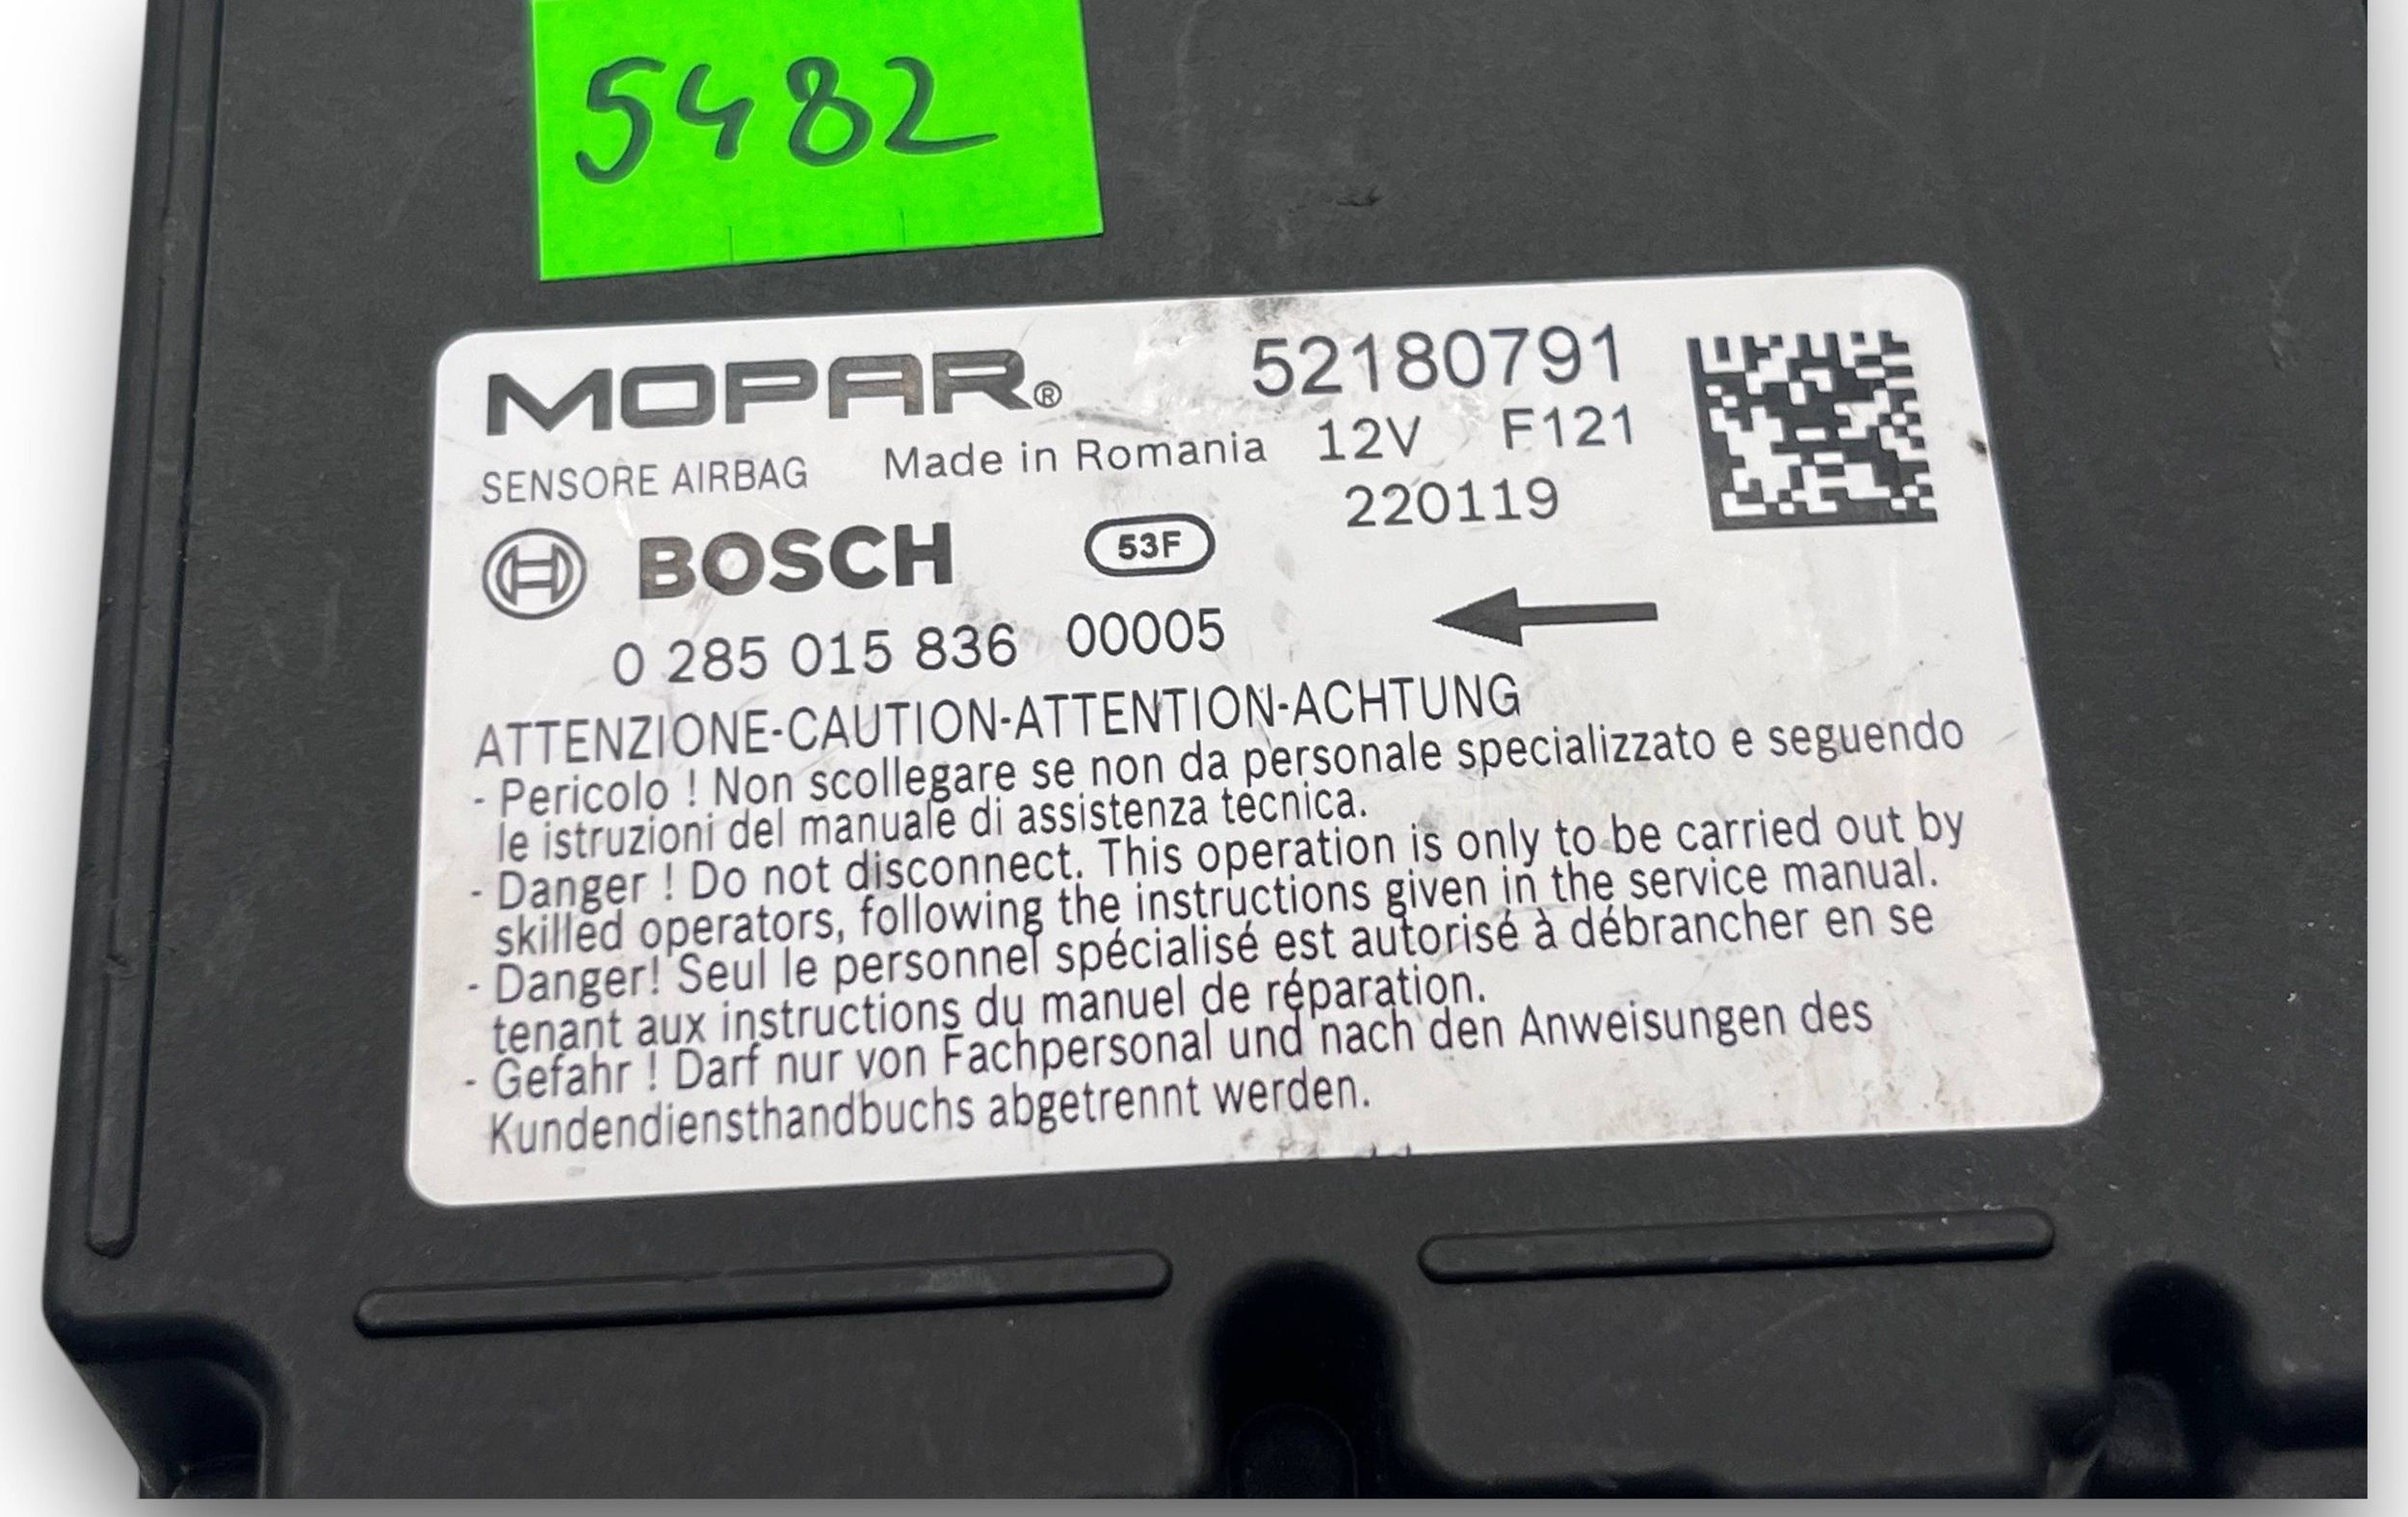 5482
MOPAR® 52180791
SENSORE AIRBAG Made in Romania 12V F121
220119
BOSCH 53F
0 285 015 836 00005
ATTENZIONE-CAUTION-ATTENTION-ACHTUNG
- Pericolo ! Non scollegare se non da personale specializzato e seguendo
le istruzioni del manuale di assistenza tecnica.
- Danger ! Do not disconnect. This operation is only to be carried out by
skilled operators, following the instructions given in the service manual.
- Danger! Seul le personnel spécialisé est autorisé à débrancher en se
tenant aux instructions du manuel de réparation.
- Gefahr ! Darf nur von Fachpersonal und nach den Anweisungen des
Kundendiensthandbuchs abgetrennt werden.